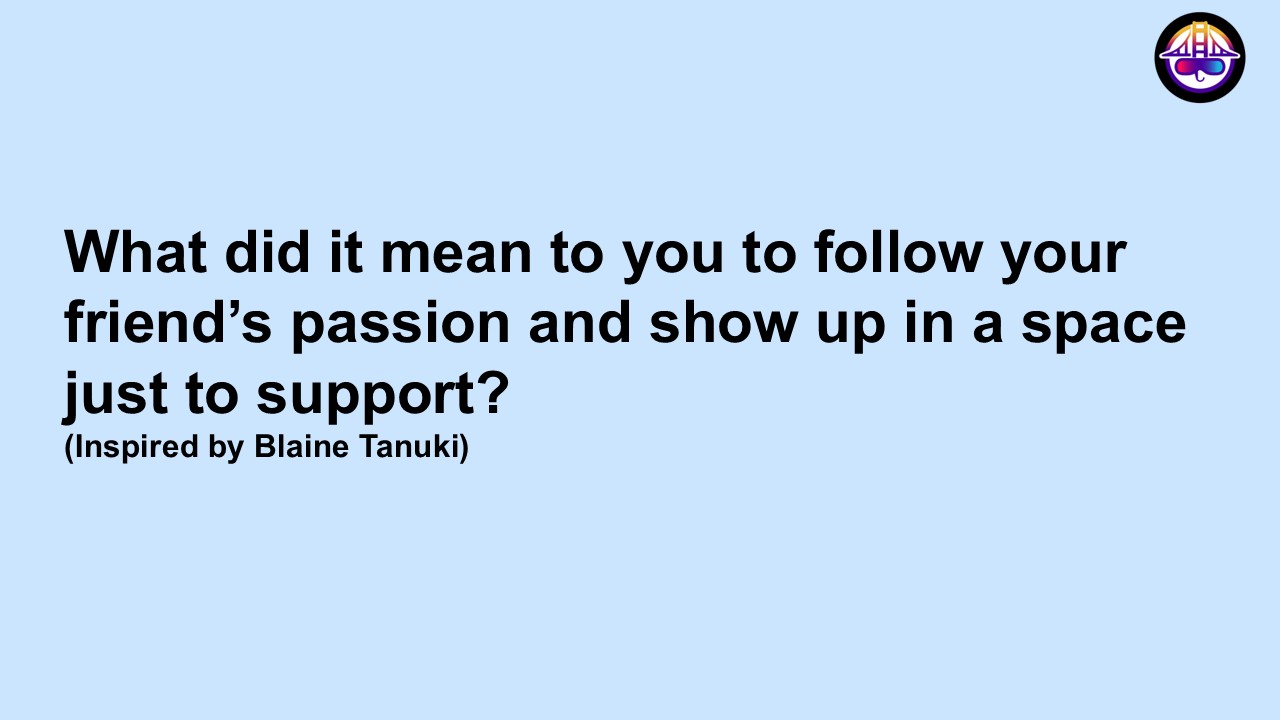 What did it mean to you to follow your
friend’s passion and show up in a space
just to support?
(Inspired by Blaine Tanuki)